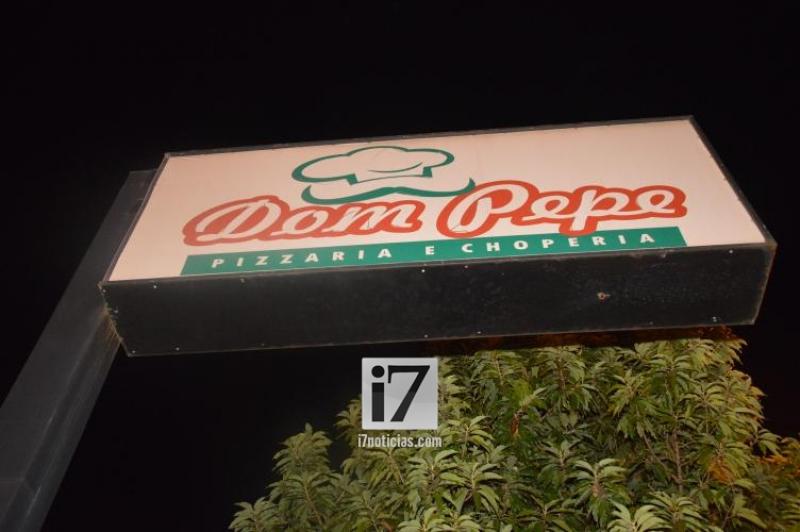 Dom Pepe
PIZZARIA E CHOPERIA
i7
i7noticias.com